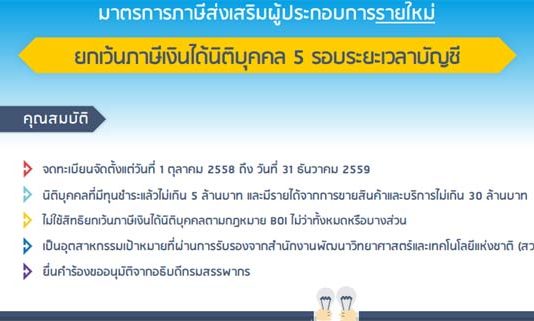 มาตรการภาษีส่งเสริมผู้ประกอบการรายใหม่
ยกเว้นภาษีเงินได้นิติบุคคล 5 รอบระยะเวลาบัญชี
คุณสมบัติ
จดทะเบียนจัดตั้งแต่วันที่ 1 ตุลาคม 2558 ถึง วันที่ 31 ธันวาคม 2559
นิติบุคคลที่มีทุนชำระแล้วไม่เกิน 5 ล้านบาท และมีรายได้จากการขายสินค้าและบริการไม่เกิน 30 ล้านบาท
ไม่ใช้สิทธิยกเว้นภาษีเงินได้นิติบุคคลตามกฎหมาย BOI ไม่ว่าทั้งหมดหรือบางส่วน
เป็นอุตสาหกรรมเป้าหมายที่ผ่านการรับรองจากสำนักงานพัฒนาวิทยาศาสตร์และเทคโนโลยีแห่งชาติ (สว
ยื่นคำร้องขออนุมัติจากอธิบดีกรมสรรพากร